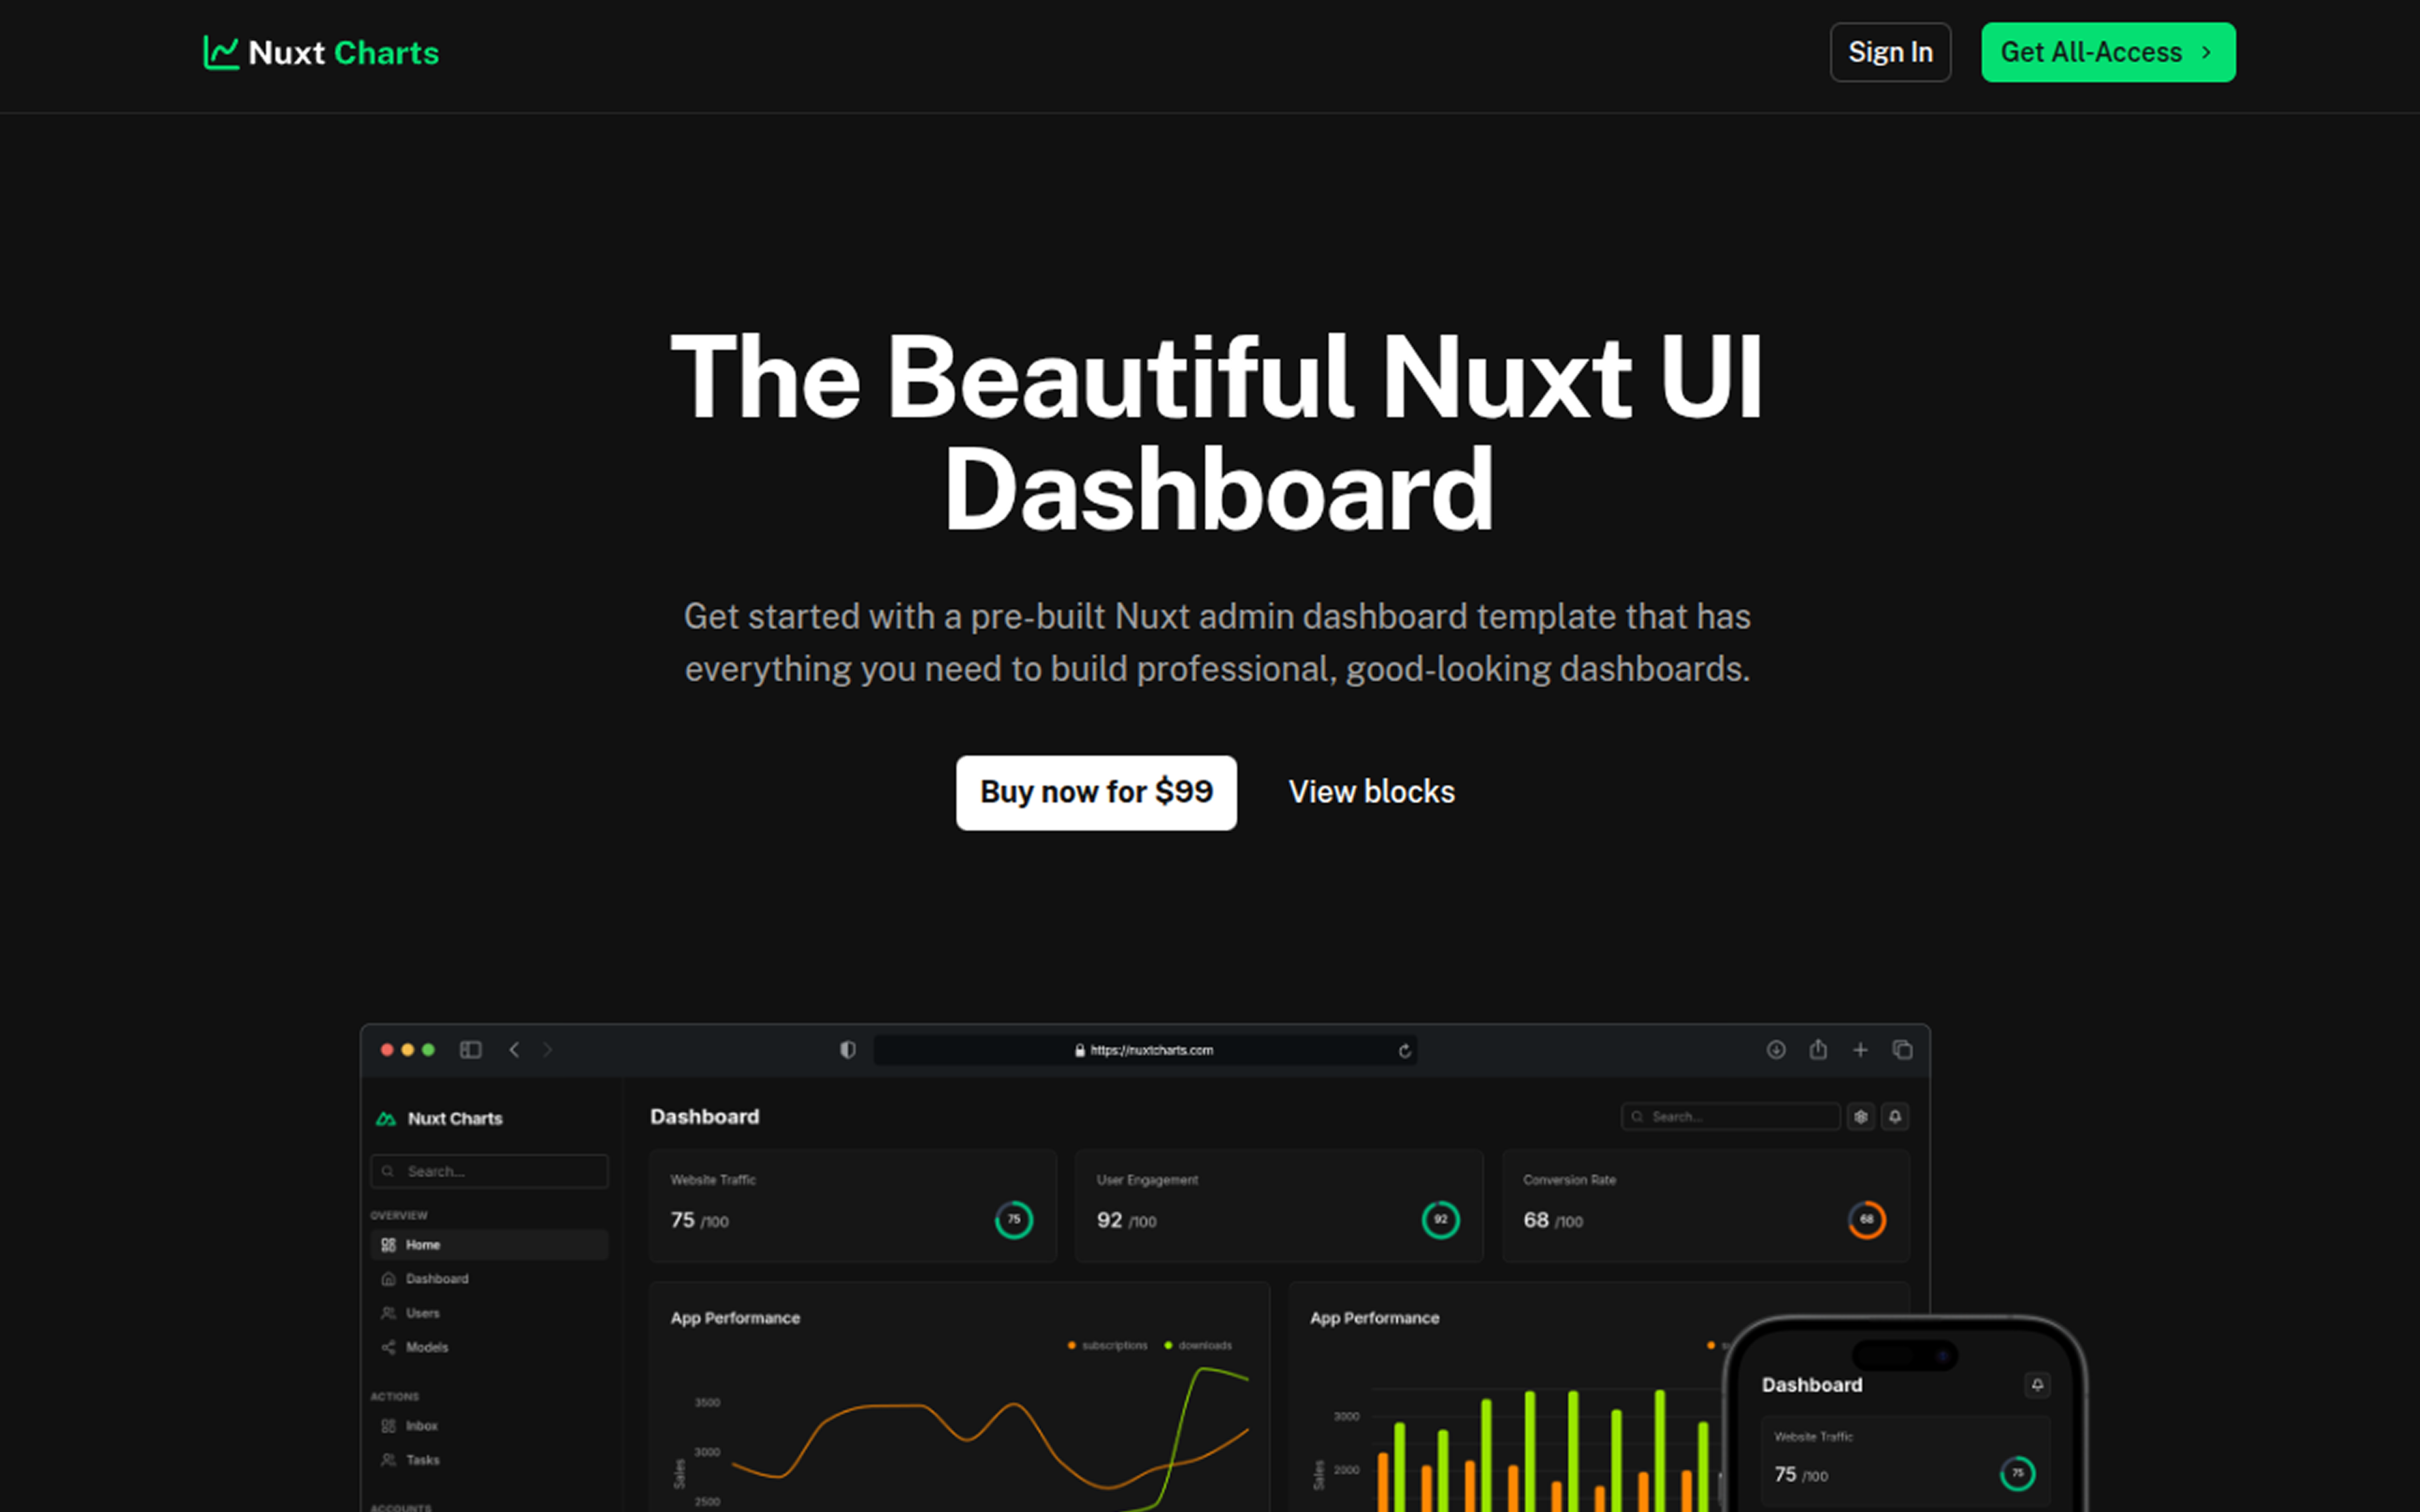 Nuxt Charts
Sign In
Get All-Access
The Beautiful Nuxt UI
Dashboard
Get started with a pre-built Nuxt admin dashboard template that has
everything you need to build professional, good-looking dashboards.
Buy now for $99
View blocks
https://nuxtcharts.com
Nuxt Charts
Search...
OVERVIEW
Home
Dashboard
Users
Models
ACTIONS
Inbox
Tasks
ACCOUNTS
Dashboard
Search...
Website Traffic
75 /100
75
User Engagement
92 /100
92
Conversion Rate
68 /100
68
App Performance
subscriptions
downloads
3500
3000
2500
Sales
App Performance
3000
2000
Sales
Dashboard
Website Traffic
75 /100
75